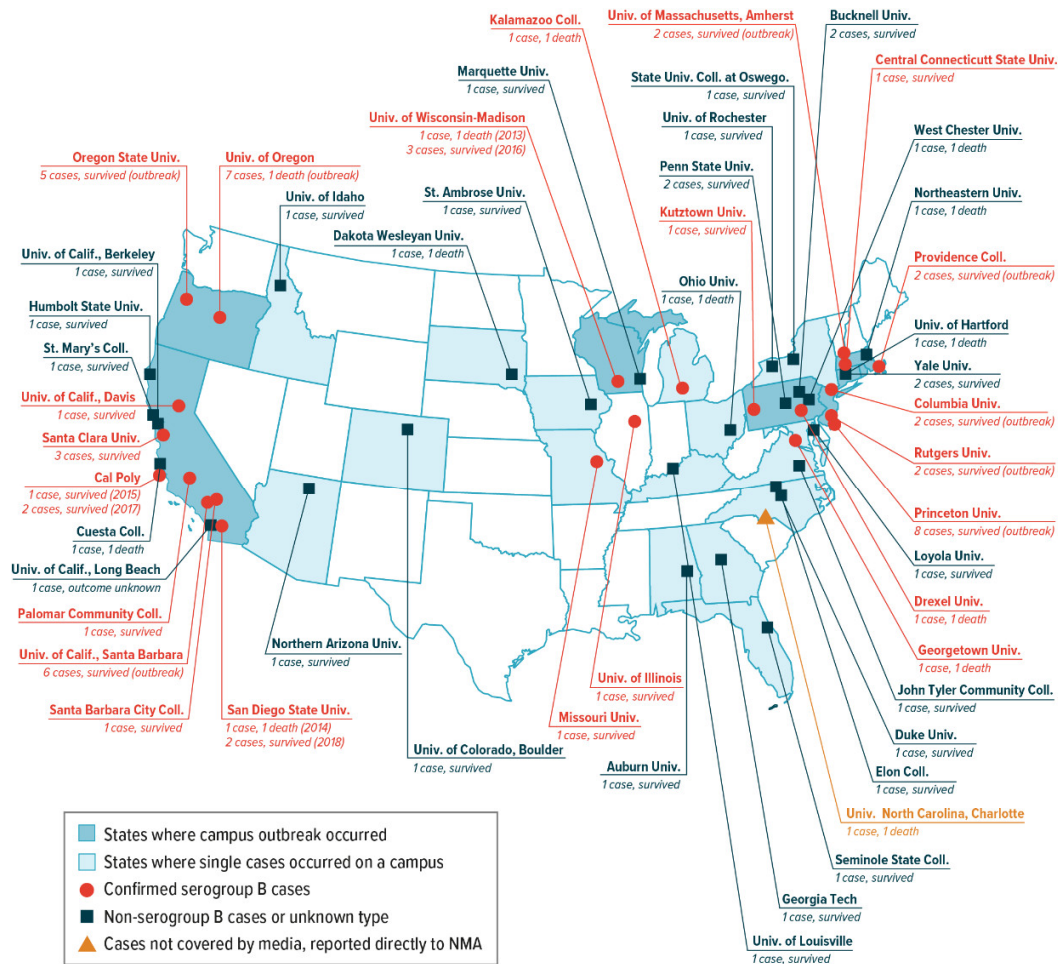 Kalamazoo Coll.
1 case, 1 death
Univ. of Massachusetts, Amherst
2 cases, survived (outbreak)
Bucknell Univ.
2 cases, survived
Marquette Univ.
1 case, survived
State Univ. Coll. at Oswego.
1 case, survived
Central Connecticutt State Univ.
1 case, survived
Univ. of Wisconsin-Madison
1 case, 1 death (2013)
3 cases, survived (2016)
Univ. of Rochester
1 case, survived
West Chester Univ.
1 case, 1 death
Oregon State Univ.
5 cases, survived (outbreak)
Univ. of Oregon
7 cases, 1 death (outbreak)
Univ. of Idaho
1 case, survived
St. Ambrose Univ.
1 case, survived
Penn State Univ.
2 cases, survived
Northeastern Univ.
1 case, 1 death
Kutztown Univ.
1 case, survived
Dakota Wesleyan Univ.
1 case, 1 death
Univ. of Calif., Berkeley
1 case, survived
Providence Coll.
2 cases, survived (outbreak)
Ohio Univ.
1 case, 1 death
Humbolt State Univ.
1 case, survived
Univ. of Hartford
1 case, 1 death
St. Mary's Coll.
1 case, survived
Yale Univ.
2 cases, survived
Univ. of Calif., Davis
1 case, survived
Columbia Univ.
2 cases, survived (outbreak)
Santa Clara Univ.
3 cases, survived
Rutgers Univ.
2 cases, survived (outbreak)
Cal Poly
1 case, survived (2015)
2 cases, survived (2017)
Princeton Univ.
8 cases, survived (outbreak)
Cuesta Coll.
1 case, 1 death
Loyola Univ.
1 case, survived
Univ. of Calif., Long Beach
1 case, outcome unknown
Drexel Univ.
1 case, 1 death
Palomar Community Coll.
1 case, survived
Georgetown Univ.
1 case, 1 death
Northern Arizona Univ.
1 case, survived
Univ. of Calif., Santa Barbara
6 cases, survived (outbreak)
Univ. of Illinois
1 case, survived
John Tyler Community Coll.
1 case, survived
Santa Barbara City Coll.
1 case, survived
San Diego State Univ.
1 case, 1 death (2014)
2 cases, survived (2018)
Missouri Univ.
1 case, survived
Duke Univ.
1 case, survived
Univ. of Colorado, Boulder
1 case, survived
Auburn Univ.
1 case, survived
Elon Coll.
1 case, survived
Univ. North Carolina, Charlotte
1 case, 1 death
Seminole State Coll.
1 case, survived
Georgia Tech
1 case, survived
Univ. of Louisville
1 case, survived
States where campus outbreak occurred
States where single cases occurred on a campus
Confirmed serogroup B cases
Non-serogroup B cases or unknown type
Cases not covered by media, reported directly to NMA